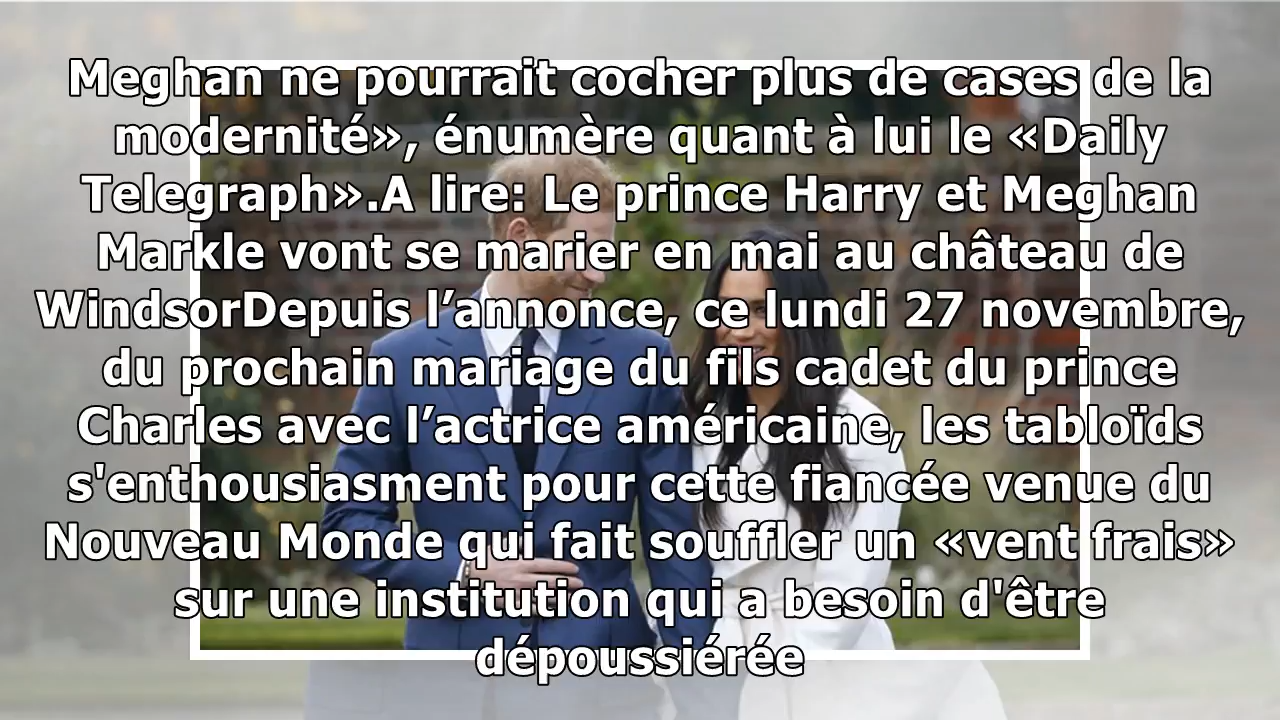 Meghan ne pourrait cocher plus de cases de la
modernité», énumère quant à lui le «Daily
Telegraph».A lire: Le prince Harry et Meghan
Markle vont se marier en mai au château de
WindsorDepuis l’annonce, ce lundi 27 novembre,
du prochain mariage du fils cadet du prince
Charles avec l’actrice américaine, les tabloïds
s'enthousiasment pour cette fiancée venue du
Nouveau Monde qui fait souffler un «vent frais»
sur une institution qui a besoin d'être
dépoussiérée